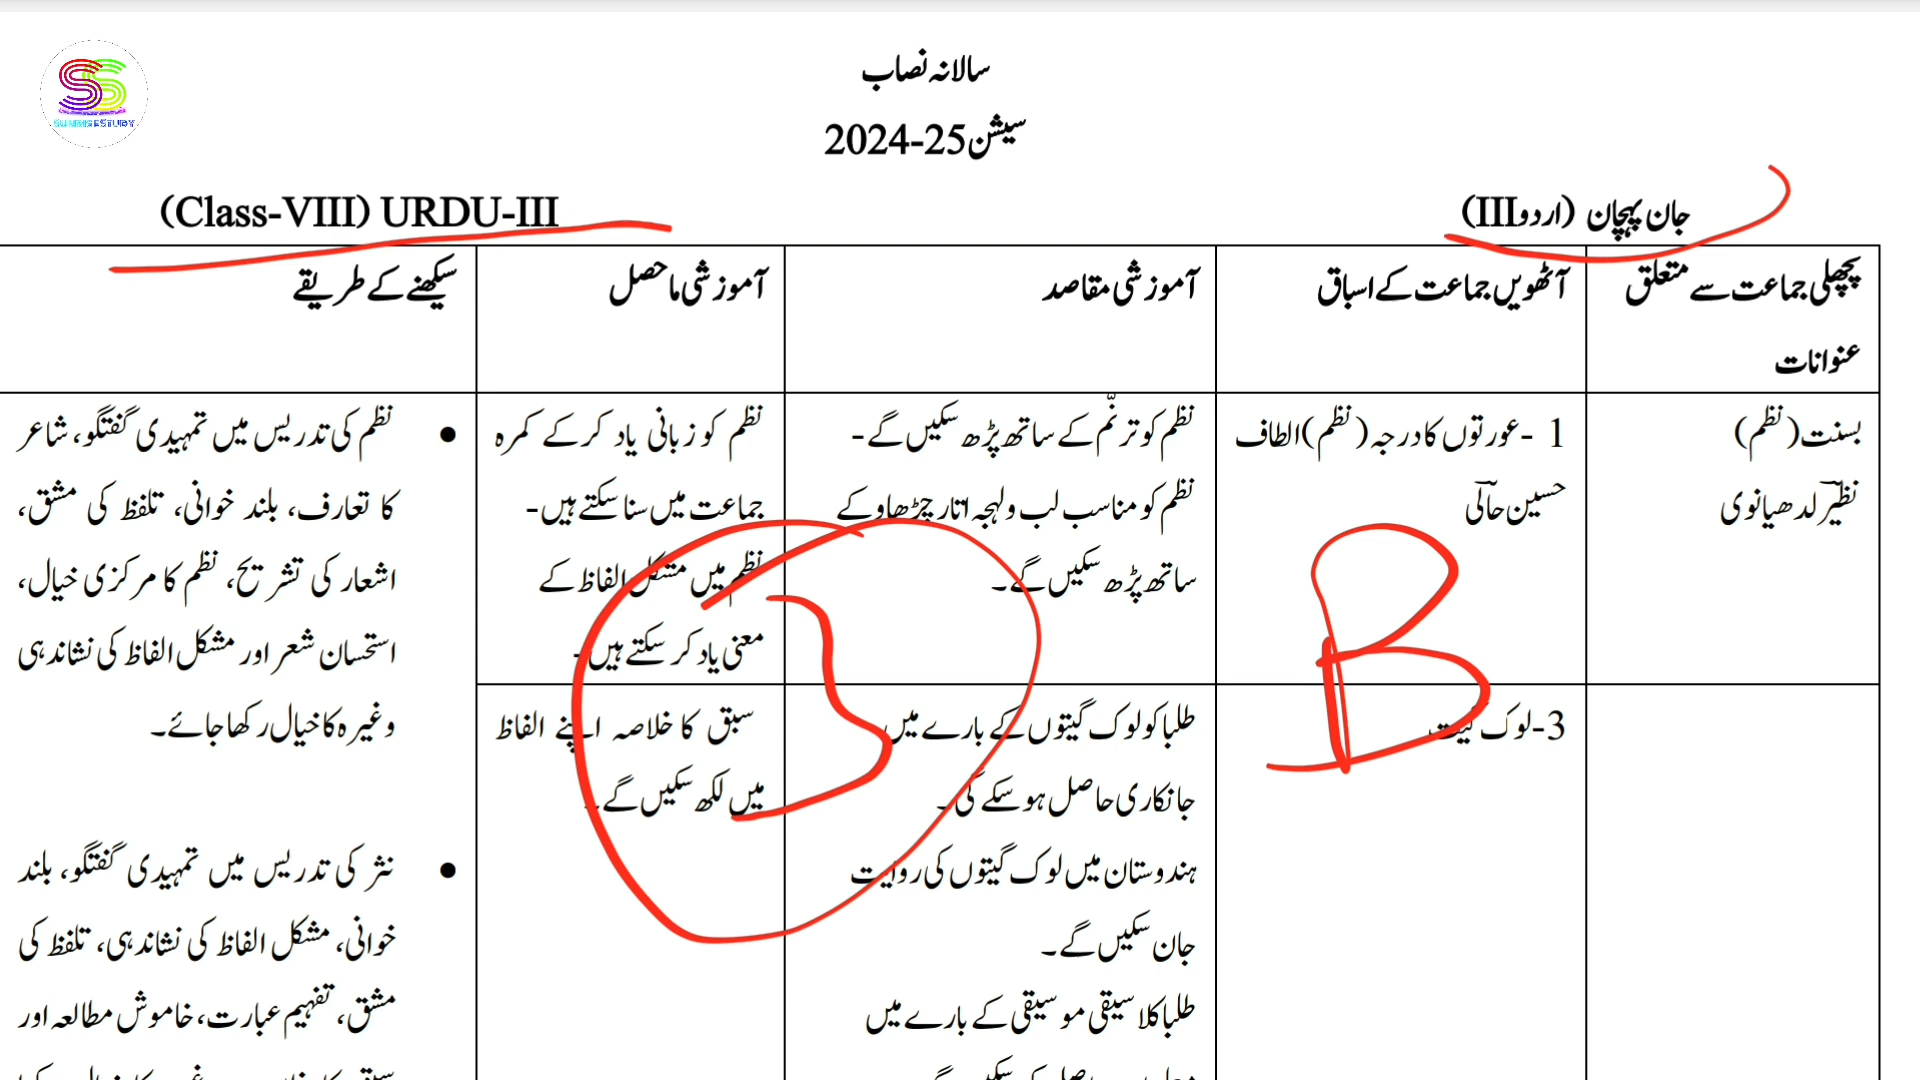 SUNRISESTUDY
سالانہ نصاب
سیشن 2024-25
جان پہچان (اردوIII)
(Class-VIII) URDU-III
پچھلی جماعت سے متعلق
عنوانات
آٹھویں جماعت کے اسباق
آموزشی مقاصد
آموزشی ماحصل
سیکھنے کے طریقے
بسنت (نظم)
نظیرؔ لدھیانوی
1 -عورتوں کا درجہ (نظم) الطاف
حسین حالیؔ
نظم کو ترنّم کے ساتھ پڑھ سکیں گے-
نظم کو مناسب لب ولہجہ اتار چڑھاو کے
ساتھ پڑھ سکیں گے۔
نظم کو زبانی یاد کرکے کمرہ
جماعت میں سنا سکتے ہیں-
نظم میں مشکل الفاظ کے
معنی یاد کر سکتے ہیں-
● نظم کی تدریس میں تمہیدی گفتگو، شاعر
کا تعارف، بلند خوانی، تلفظ کی مشق،
اشعار کی تشریح، نظم کا مرکزی خیال،
استحسان شعر اور مشکل الفاظ کی نشاندہی
وغیرہ کا خیال رکھا جائے۔
3-لوک گیت
طلبا کو لوک گیتوں کے بارے میں
جانکاری حاصل ہو سکے گی۔
ہندوستان میں لوک گیتوں کی روایت
جان سکیں گے۔
طلبا کلاسیقی موسیقی کے بارے میں
سبق کا خلاصہ اپنے الفاظ
میں لکھ سکیں گے۔
● نثر کی تدریس میں تمہیدی گفتگو، بلند
خوانی، مشکل الفاظ کی نشاندہی، تلفظ کی
مشق، تفہیم عبارت، خاموش مطالعہ اور
B